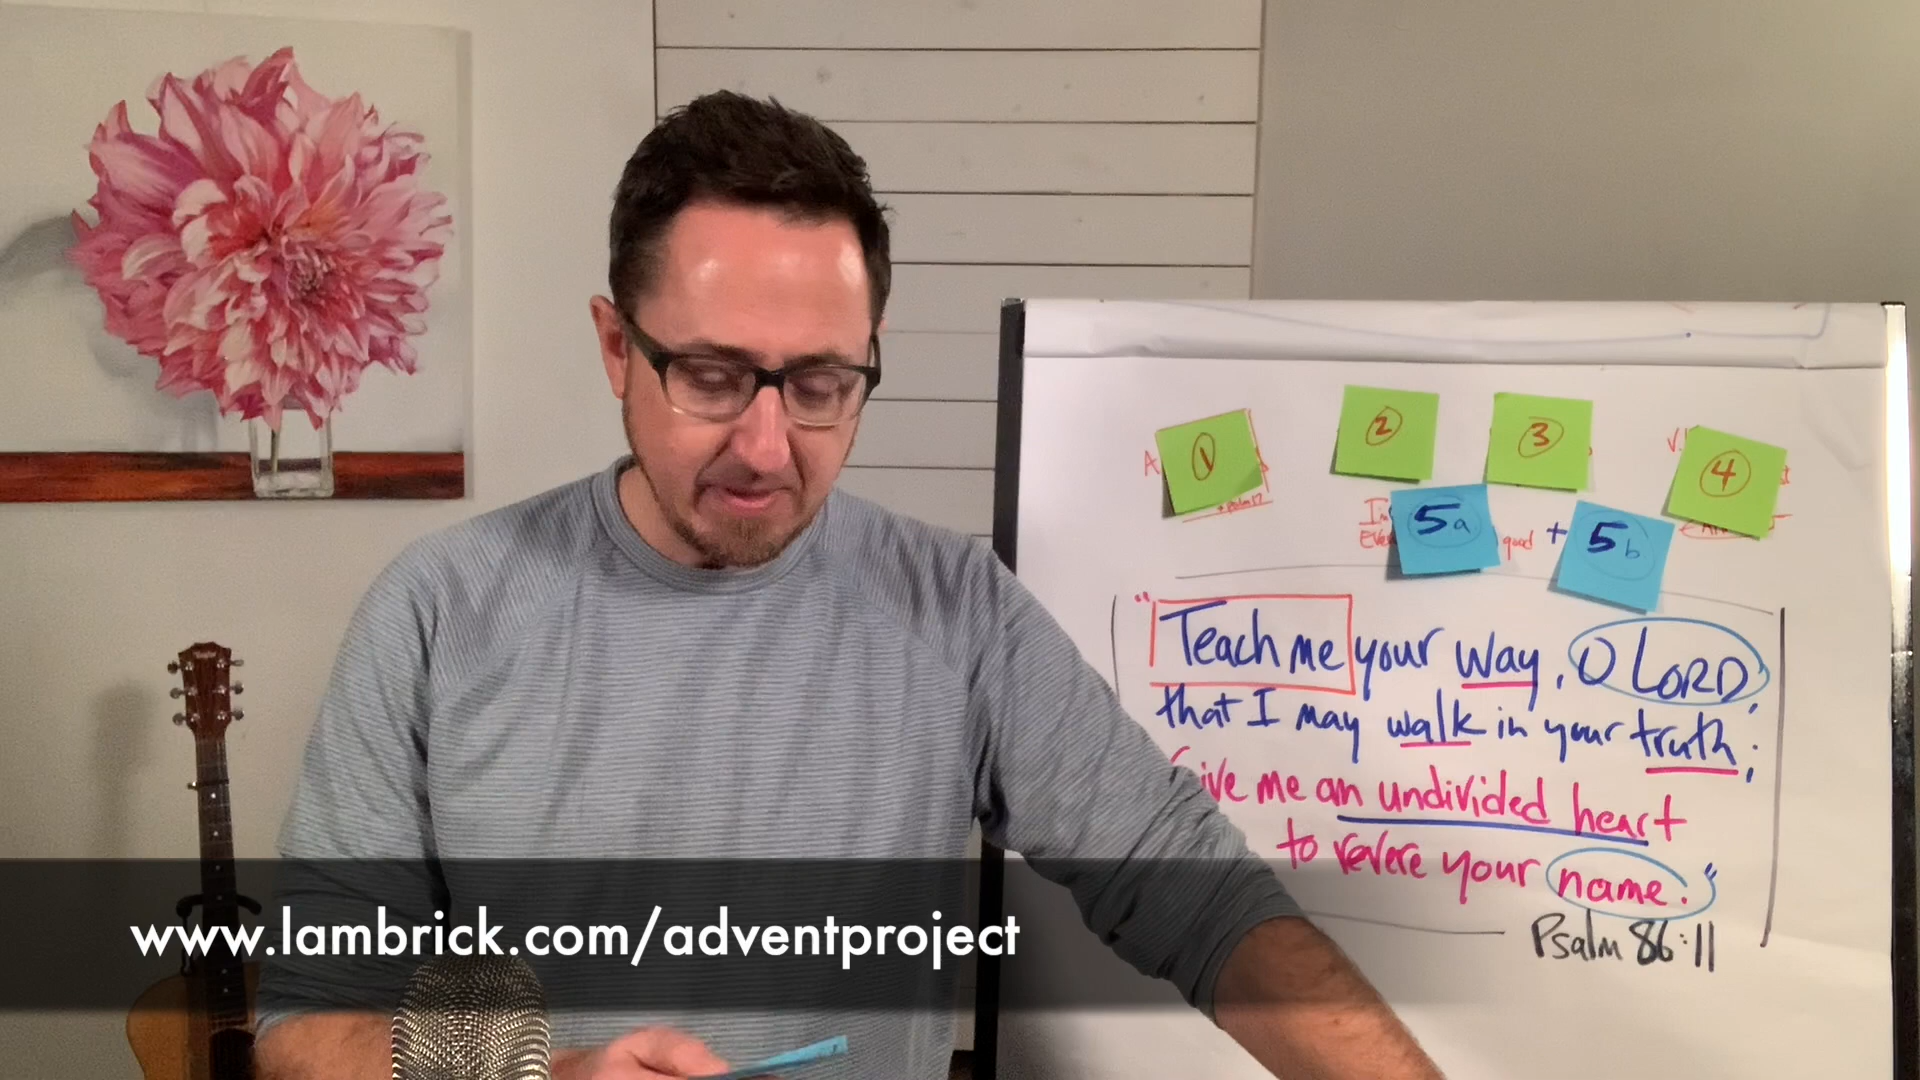 1
2
3
4
5a
+
5b
good
"Teach me your way, O LORD,
that I may walk in your truth;
Give me an undivided heart
to revere your name."
Psalm 86:11
www.lambrick.com/adventproject